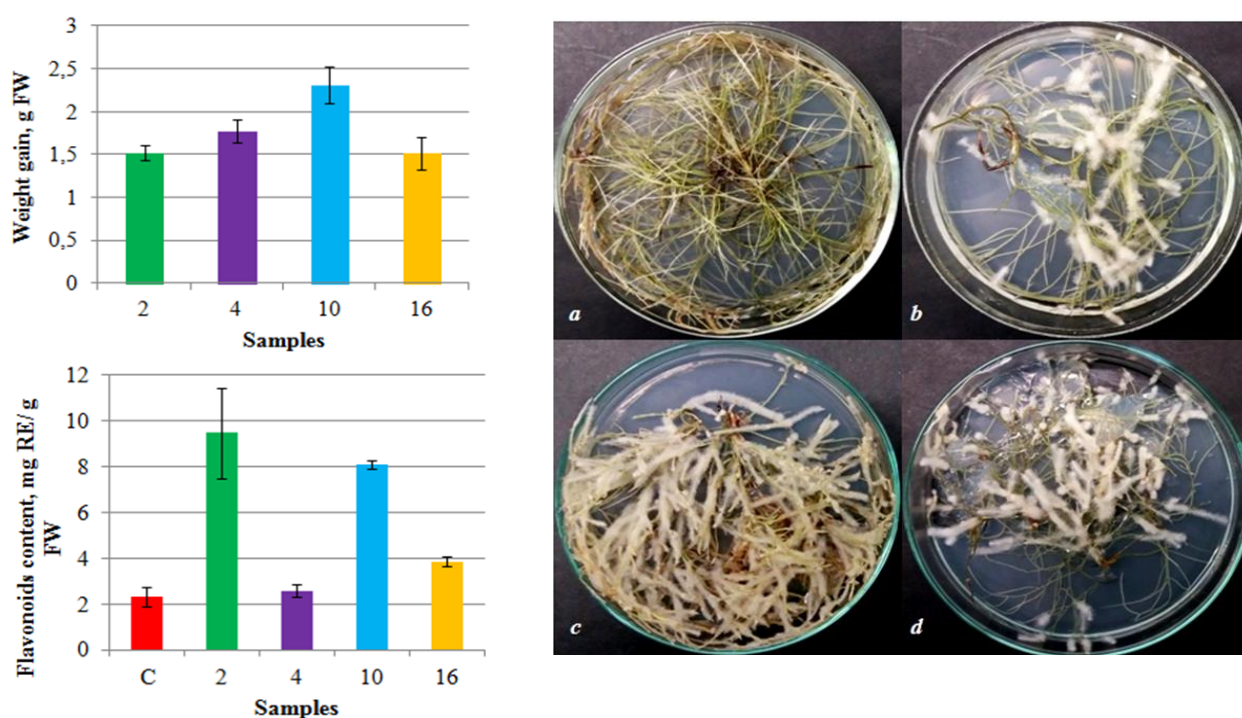 Weight gain, g FW
3
2,5
2
1,5
1
0,5
0
2 4 10 16
Samples
Flavonoids content, mg RE/ g
FW
12
10
8
6
4
2
0
C 2 4 10 16
Samples
a
b
c
d